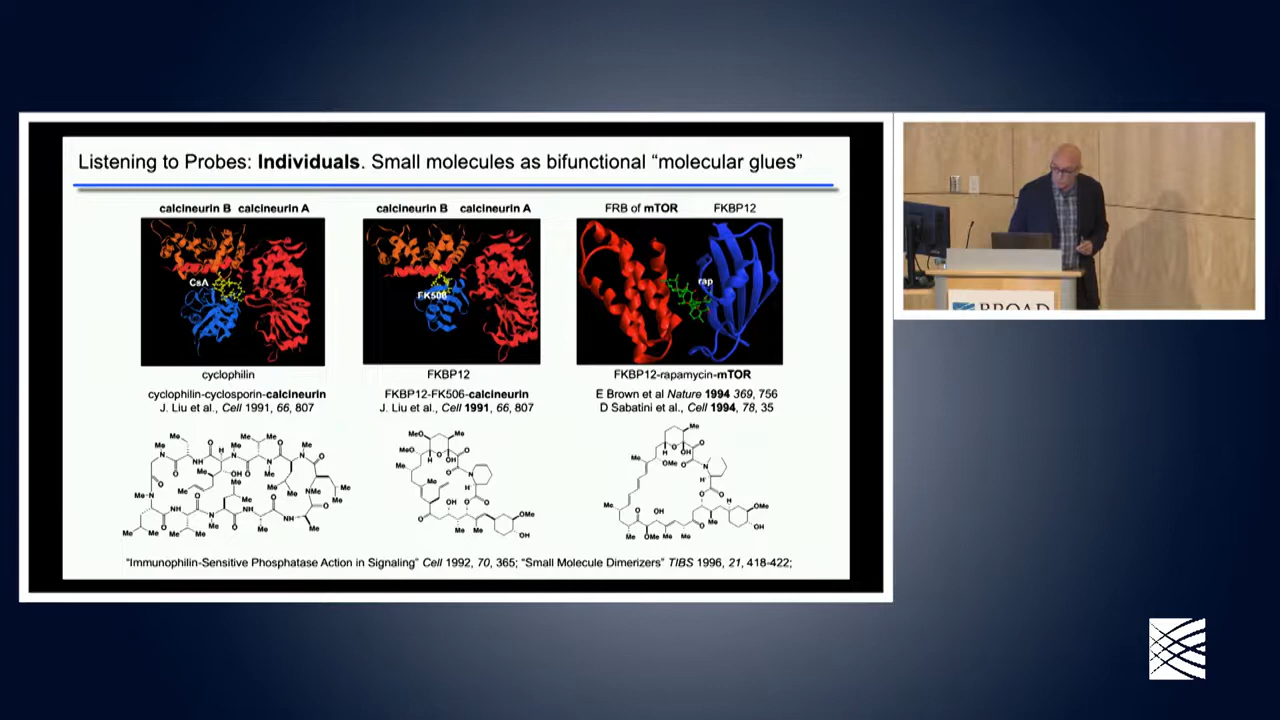 Listening to Probes: Individuals. Small molecules as bifunctional “molecular glues”
calcineurin B calcineurin A
calcineurin B calcineurin A
FRB of mTOR FKBP12
CsA
FK506
rap
cyclophilin
FKBP12
FKBP12-rapamycin-mTOR
cyclophilin-cyclosporin-calcineurin
J. Liu et al., Cell 1991, 66, 807
FKBP12-FK506-calcineurin
J. Liu et al., Cell 1991, 66, 807
E Brown et al Nature 1994 369, 756
D Sabatini et al., Cell 1994, 78, 35
“Immunophilin-Sensitive Phosphatase Action in Signaling” Cell 1992, 70, 365; “Small Molecule Dimerizers” TIBS 1996, 21, 418-422;
BROAD